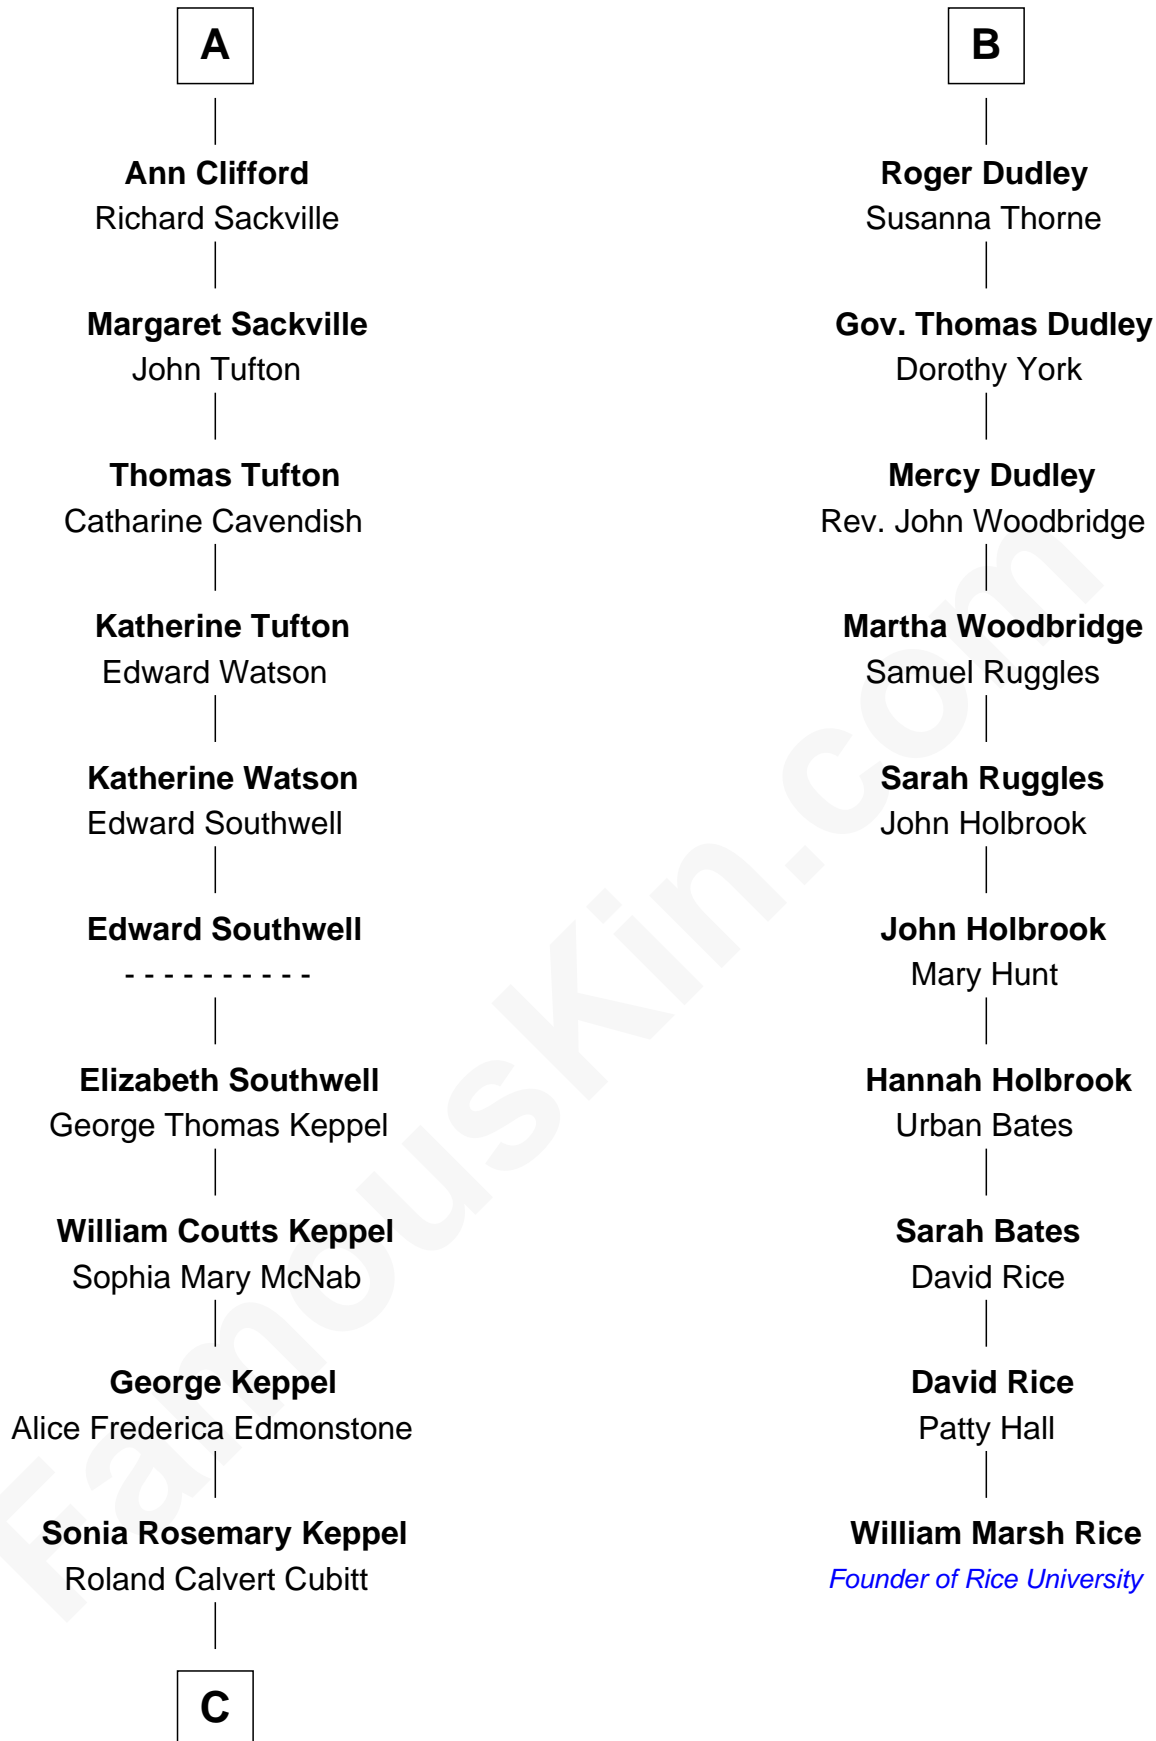 A
Ann Clifford
Richard Sackville
Margaret Sackville
John Tufton
Thomas Tufton
Catharine Cavendish
Katherine Tufton
Edward Watson
Katherine Watson
Edward Southwell
Edward Southwell
- - - - - - - - - -
Elizabeth Southwell
George Thomas Keppel
William Coutts Keppel
Sophia Mary McNab
George Keppel
Alice Frederica Edmonstone
Sonia Rosemary Keppel
Roland Calvert Cubitt
C
B
Roger Dudley
Susanna Thorne
Gov. Thomas Dudley
Dorothy York
Mercy Dudley
Rev. John Woodbridge
Martha Woodbridge
Samuel Ruggles
Sarah Ruggles
John Holbrook
John Holbrook
Mary Hunt
Hannah Holbrook
Urban Bates
Sarah Bates
David Rice
David Rice
Patty Hall
William Marsh Rice
Founder of Rice University
FamousKin.com